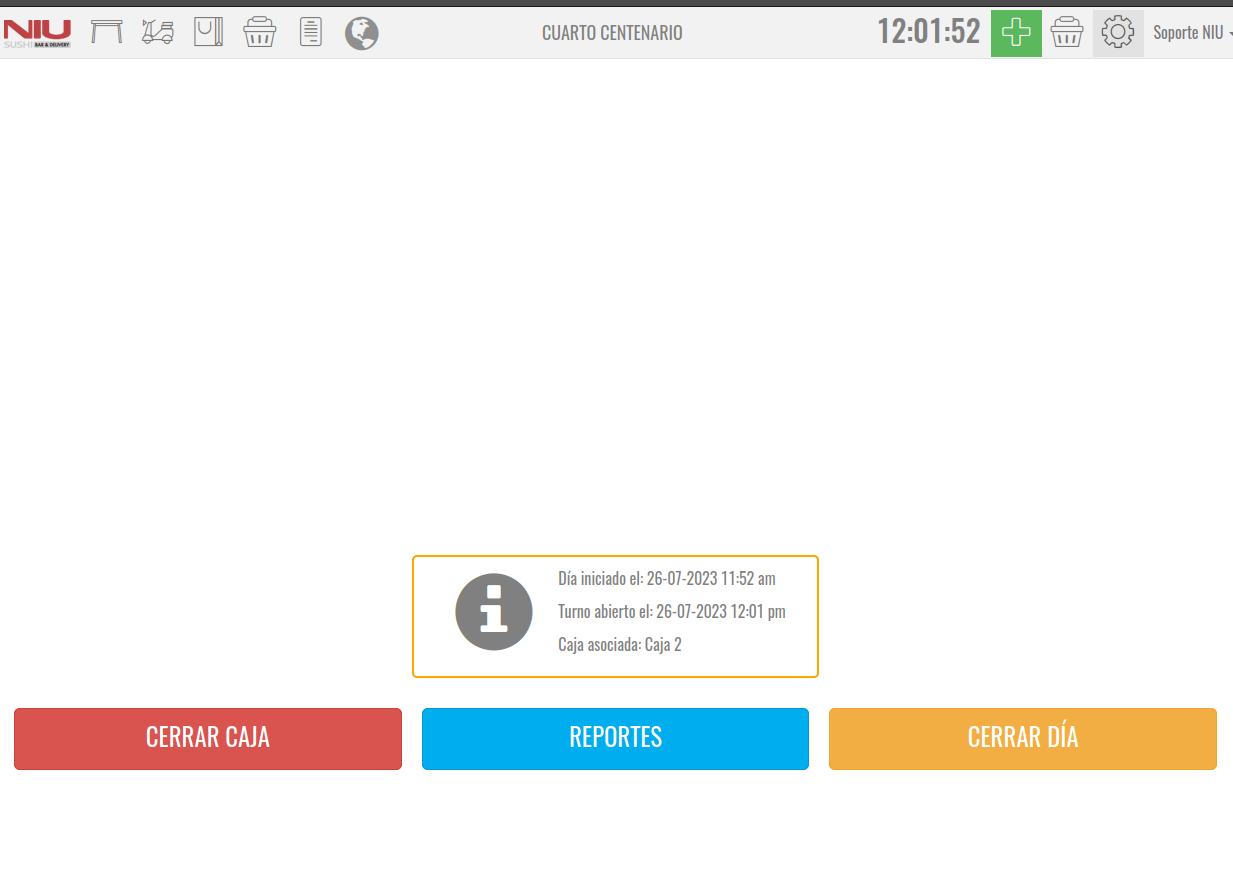 NIU
SUSHI BAR & DELIVERY
CUARTO CENTENARIO
12:01:52
Soporte NIU
Día iniciado el: 26-07-2023 11:52 am
Turno abierto el: 26-07-2023 12:01 pm
Caja asociada: Caja 2
CERRAR CAJA
REPORTES
CERRAR DÍA